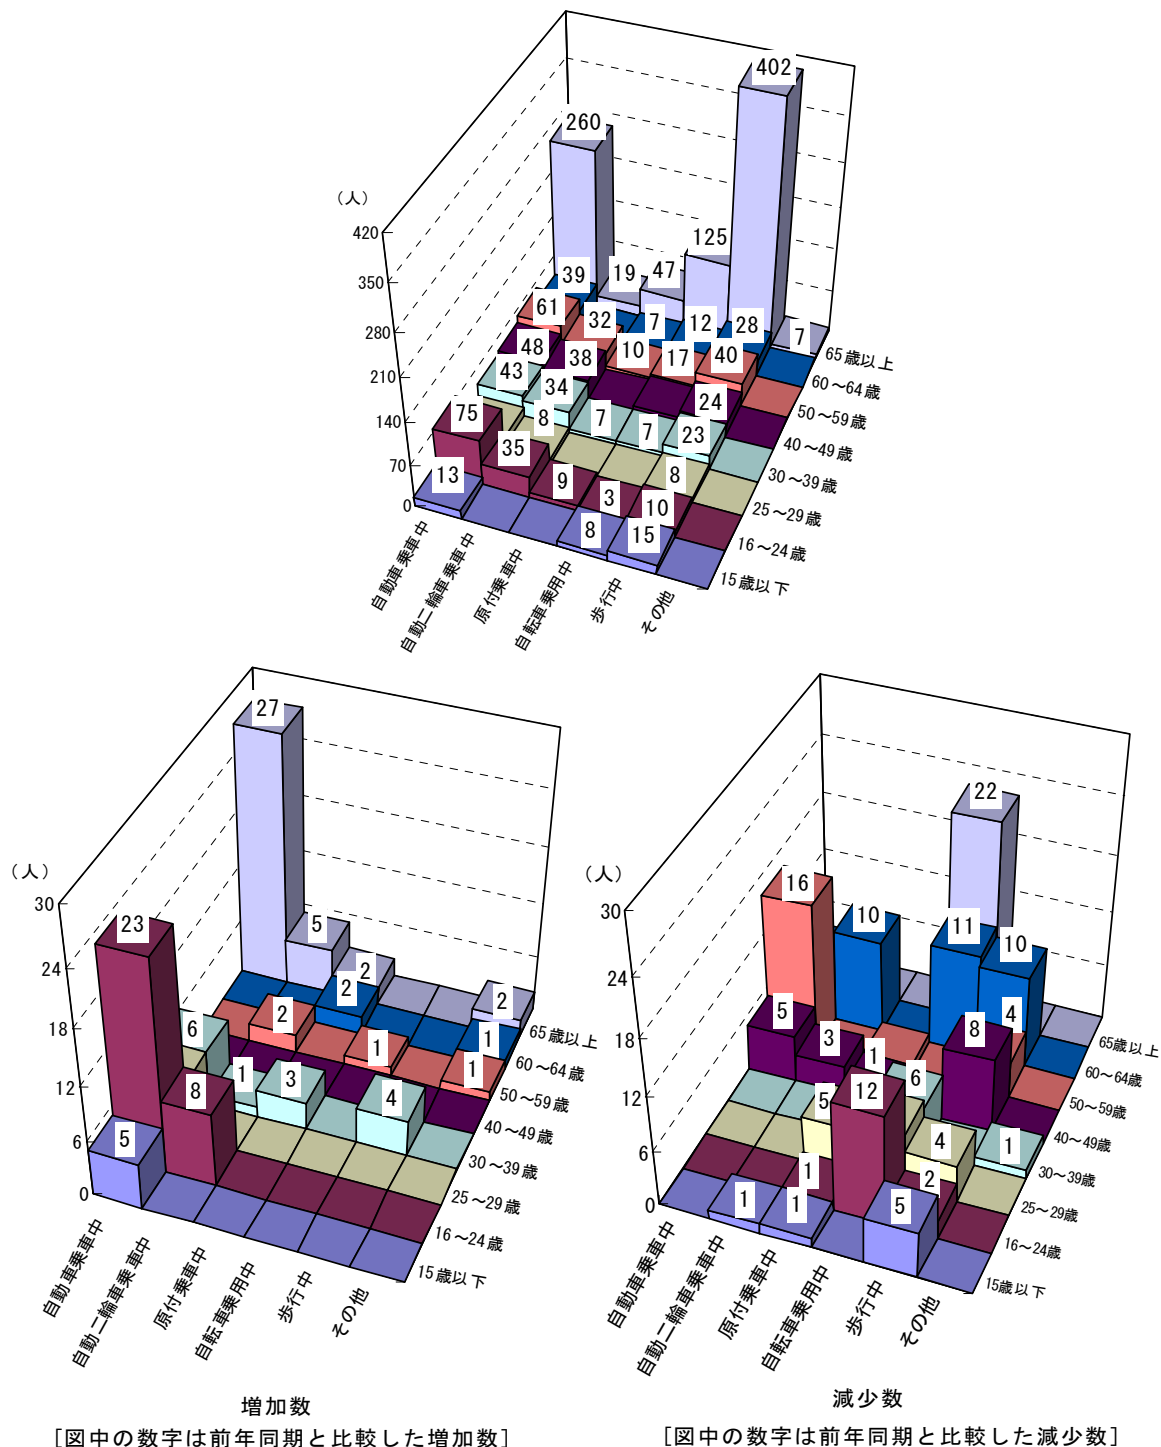 402
260
（人）
420
125
47
19
39
350
61
32
7
12
28
7
280
48
38
10
17
40
65歳以上
210
43
34
24
60～64歳
75
8
7
7
23
50～59歳
140
35
40～49歳
13
9
8
30～39歳
70
3
10
25～29歳
0
8
15
16～24歳
15歳以下
自動車乗車中
自動二輪車乗車中
原付乗車中
自転車乗用中
歩行中
その他
27
（人）
30
23
5
2
24
2
2
6
2
1
18
1
1
65歳以上
1
3
4
60～64歳
12
8
50～59歳
5
40～49歳
6
30～39歳
0
25～29歳
16～24歳
15歳以下
自動車乗車中
自動二輪車乗車中
原付乗車中
自転車乗用中
歩行中
その他
増加数
［図中の数字は前年同期と比較した増加数］
22
（人）
30
16
10
11
10
24
5
3
8
4
18
1
6
65歳以上
5
12
60～64歳
12
4
1
50～59歳
1
2
40～49歳
6
1
1
5
30～39歳
0
25～29歳
16～24歳
15歳以下
自動車乗車中
自動二輪車乗車中
原付乗車中
自転車乗用中
歩行中
その他
減少数
［図中の数字は前年同期と比較した減少数］